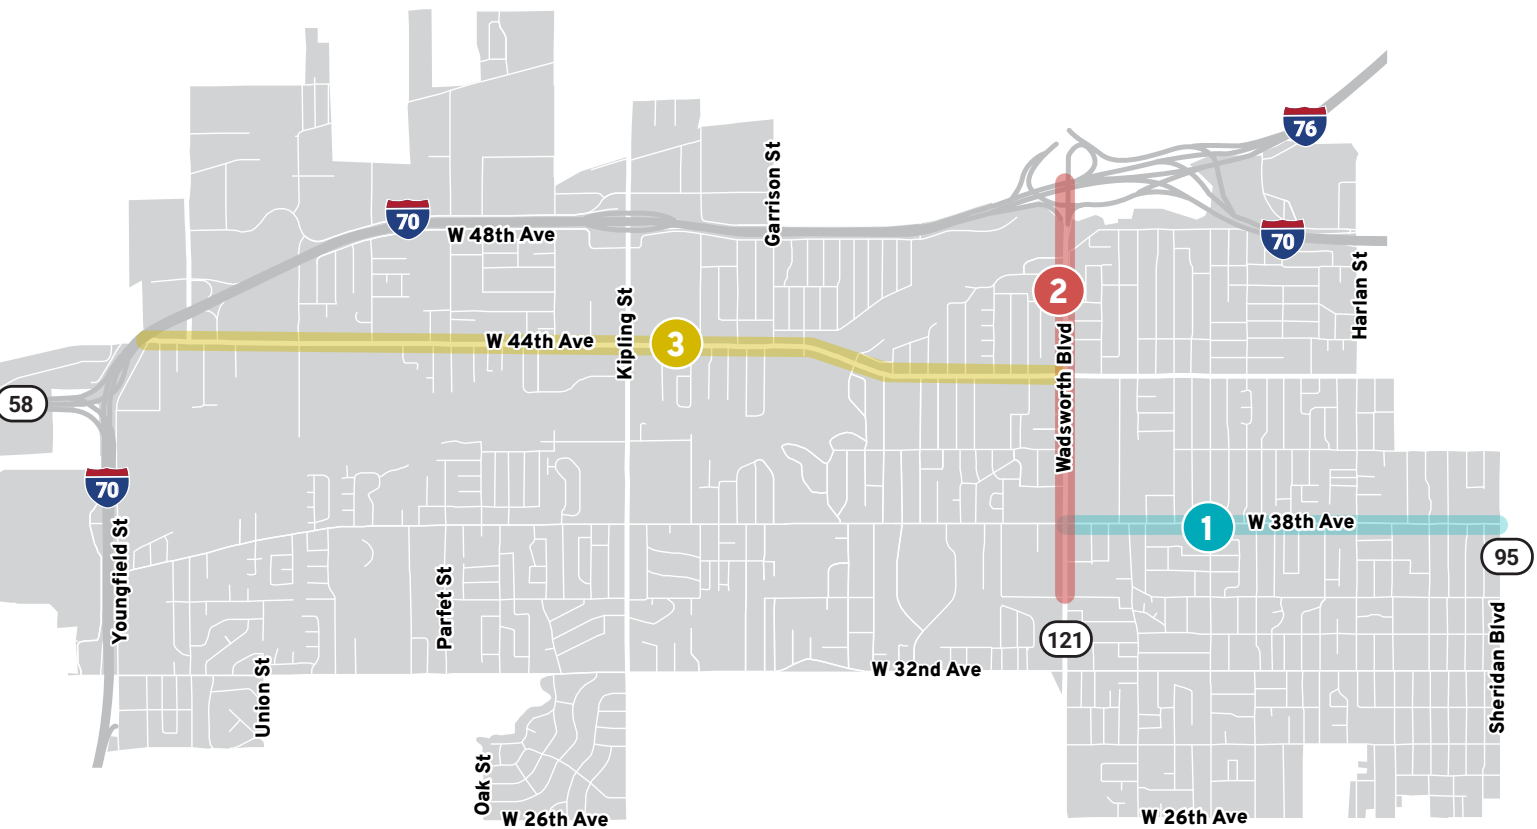 76
Garrison St
70
W 48th Ave
70
Harlan St
2
Kipling St
W 44th Ave
3
Wadsworth Blvd
58
70
Youngfield St
1
W 38th Ave
95
Parfet St
121
Sheridan Blvd
Union St
W 32nd Ave
Oak St
W 26th Ave
W 26th Ave